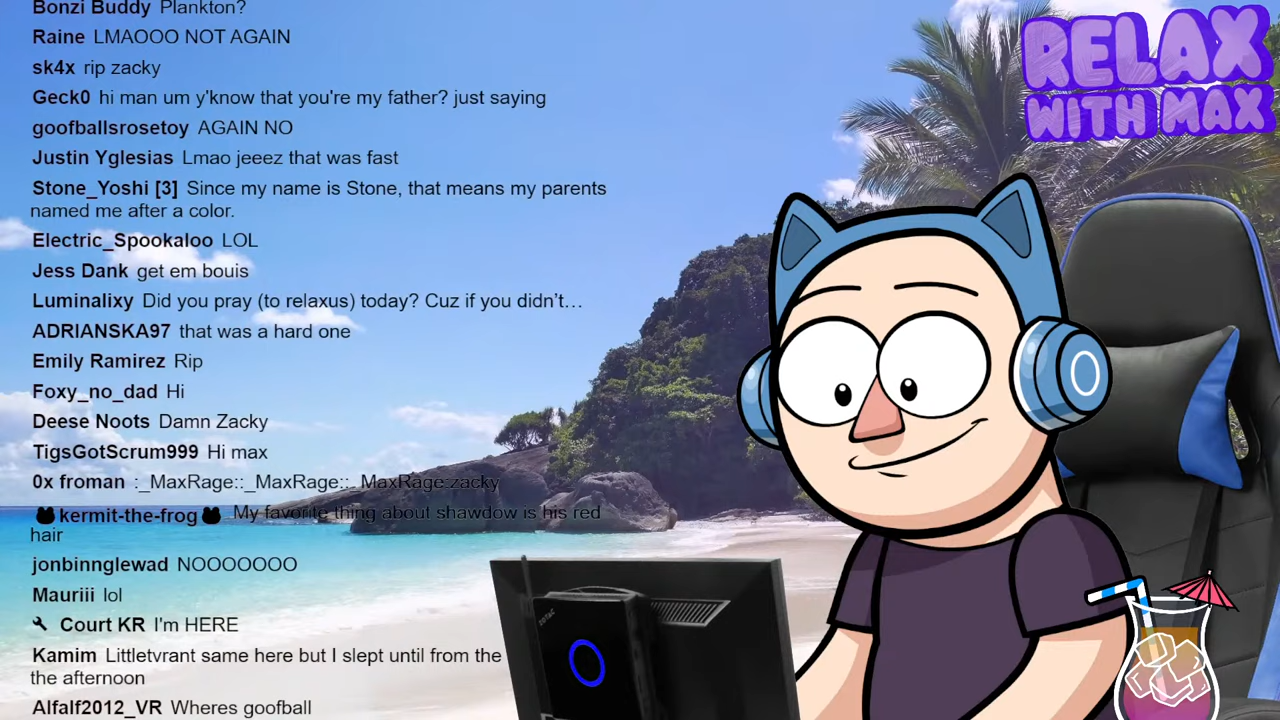 Bonzi Buddy Plankton?
Raine LMAOOO NOT AGAIN
sk4x rip zacky
Geck0 hi man um y'know that you're my father? just saying
goofballsrosetoy AGAIN NO
Justin Yglesias Lmao jeeez that was fast
Stone_Yoshi [3] Since my name is Stone, that means my parents
named me after a color.
Electric_Spookaloo LOL
Jess Dank get em bouis
Luminalixy Did you pray (to relaxus) today? Cuz if you didn't…
ADRIANSKA97 that was a hard one
Emily Ramirez Rip
Foxy_no_dad Hi
Deese Noots Damn Zacky
TigsGotScrum999 Hi max
0x froman :_MaxRage::_MaxRage::_MaxRage:zacky
kermit-the-frog My favorite thing about shawdow is his red
hair
jonbinnglewad NOOOOOOO
Mauriii lol
Court KR I'm HERE
Kamim Littletvrant same here but I slept until from the
the afternoon
Alfalf2012_VR Wheres goofball
RELAX
WITH MAX
ZOTAC